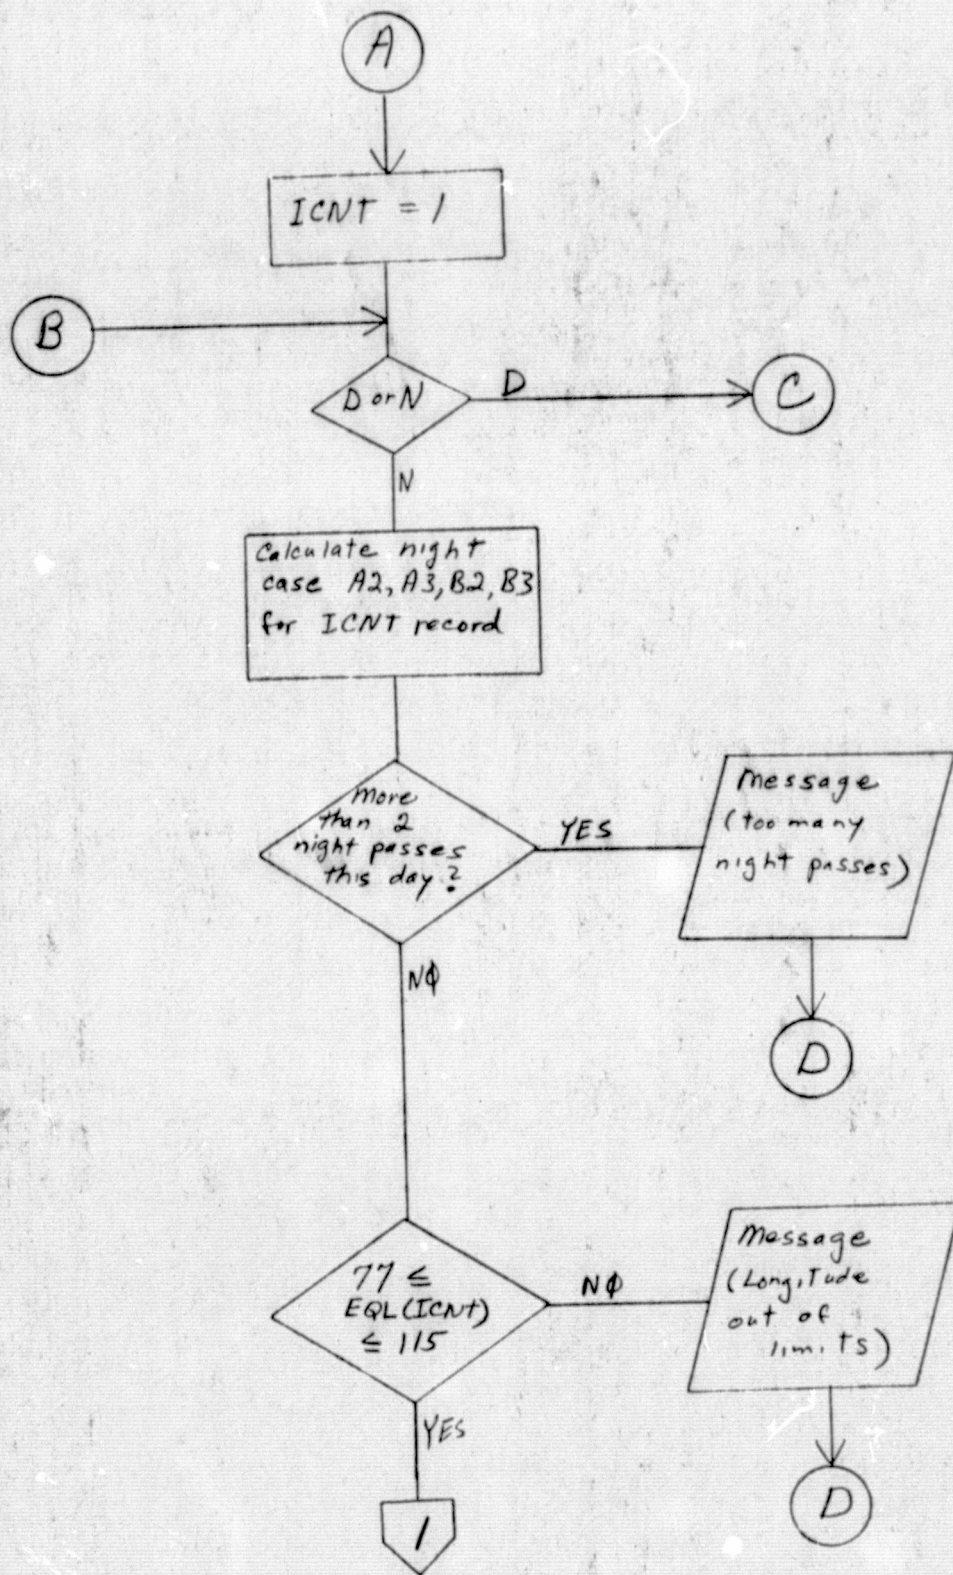 A
ICNT = 1
B
D or N
D
C
N
Calculate night
case A2, A3, B2, B3
for ICNT record
More
than 2
night passes
this day?
YES
Message
(too many
night passes)
NØ
D
77 ≤
EQL(ICNT)
≤ 115
NØ
Message
(Longitude
out of
limits)
YES
D
1